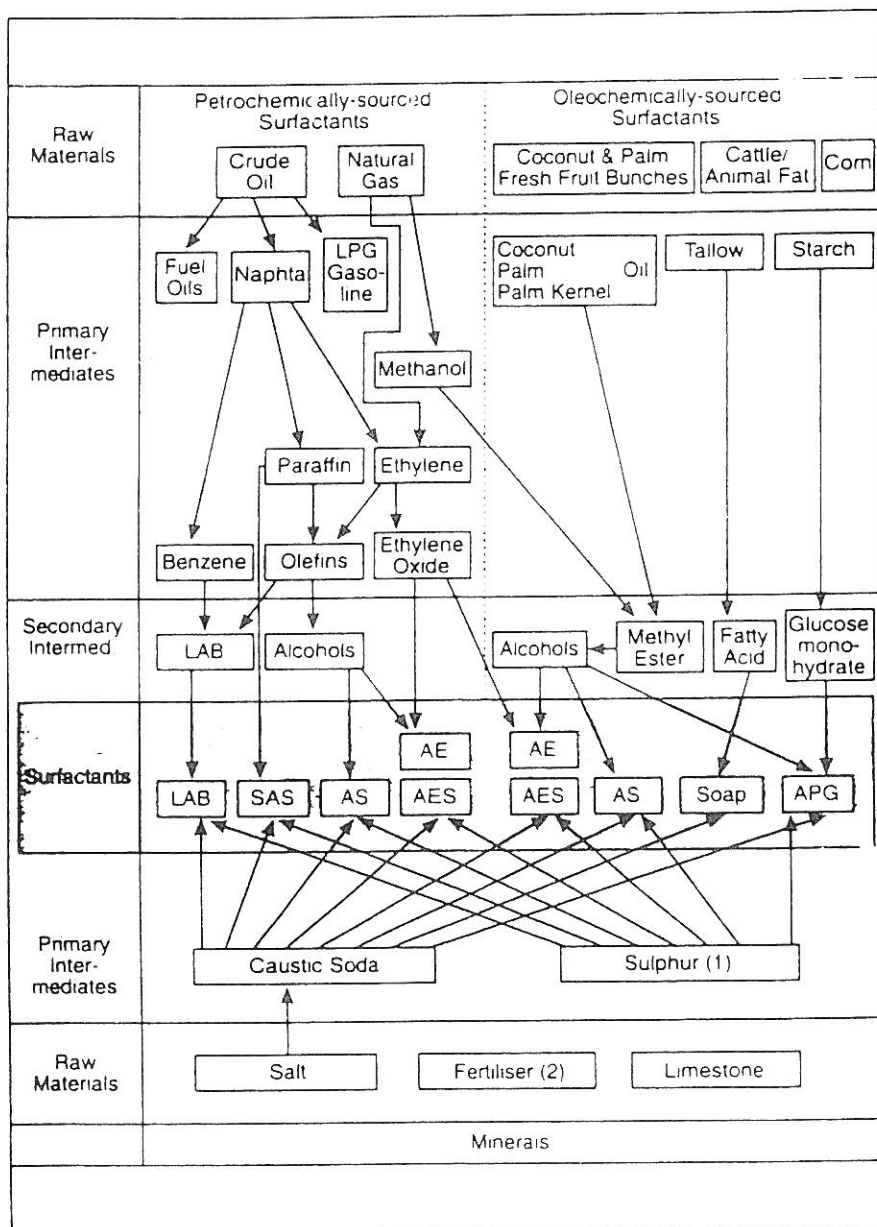 Petrochemically-sourced
Surfactants
Oleochemically-sourced
Surfactants
Raw
Materials
Crude
Oil
Natural
Gas
Coconut & Palm
Fresh Fruit Bunches
Cattle/
Animal Fat
Corn
Primary
Inter-
mediates
Fuel
Oils
Naphta
LPG
Gaso-
line
Coconut
Palm Oil
Palm Kernel
Tallow
Starch
Methanol
Paraffin
Ethylene
Benzene
Olefins
Ethylene
Oxide
Secondary
Intermed.
LAB
Alcohols
Alcohols
Methyl
Ester
Fatty
Acid
Glucose
mono-
hydrate
Surfactants
AE
AE
LAB
SAS
AS
AES
AES
AS
Soap
APG
Primary
Inter-
mediates
Caustic Soda
Sulphur (1)
Raw
Materials
Salt
Fertiliser (2)
Limestone
Minerals